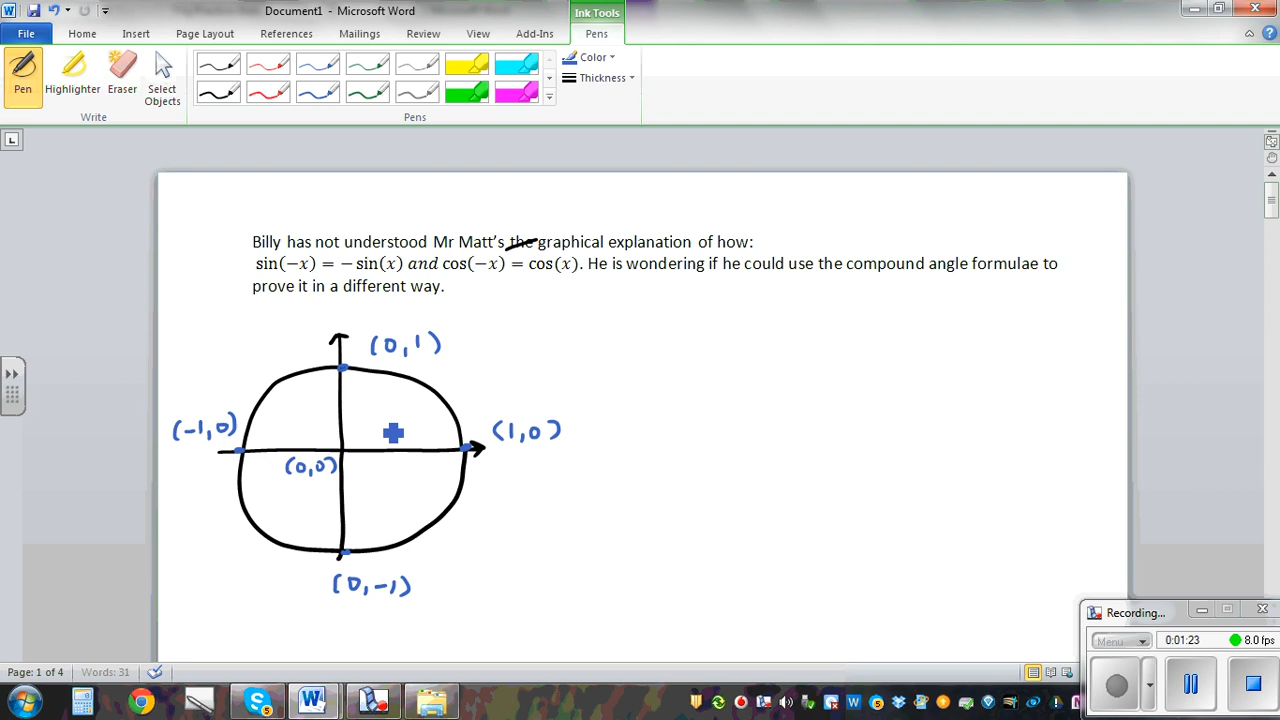 Document1 - Microsoft Word
Ink Tools
File Home Insert Page Layout References Mailings Review View Add-Ins Pens
Pen
Highlighter
Eraser
Select Objects
Color
Thickness
Write
Pens
Billy has not understood Mr Matt's the graphical explanation of how:
sin(−x) = − sin(x) and cos(−x) = cos(x). He is wondering if he could use the compound angle formulae to
prove it in a different way.
(0,1)
(-1,0)
(1,0)
(0,0)
(0,-1)
Recording...
Menu
0:01:23
8.0 fps
Page: 1 of 4
Words: 31